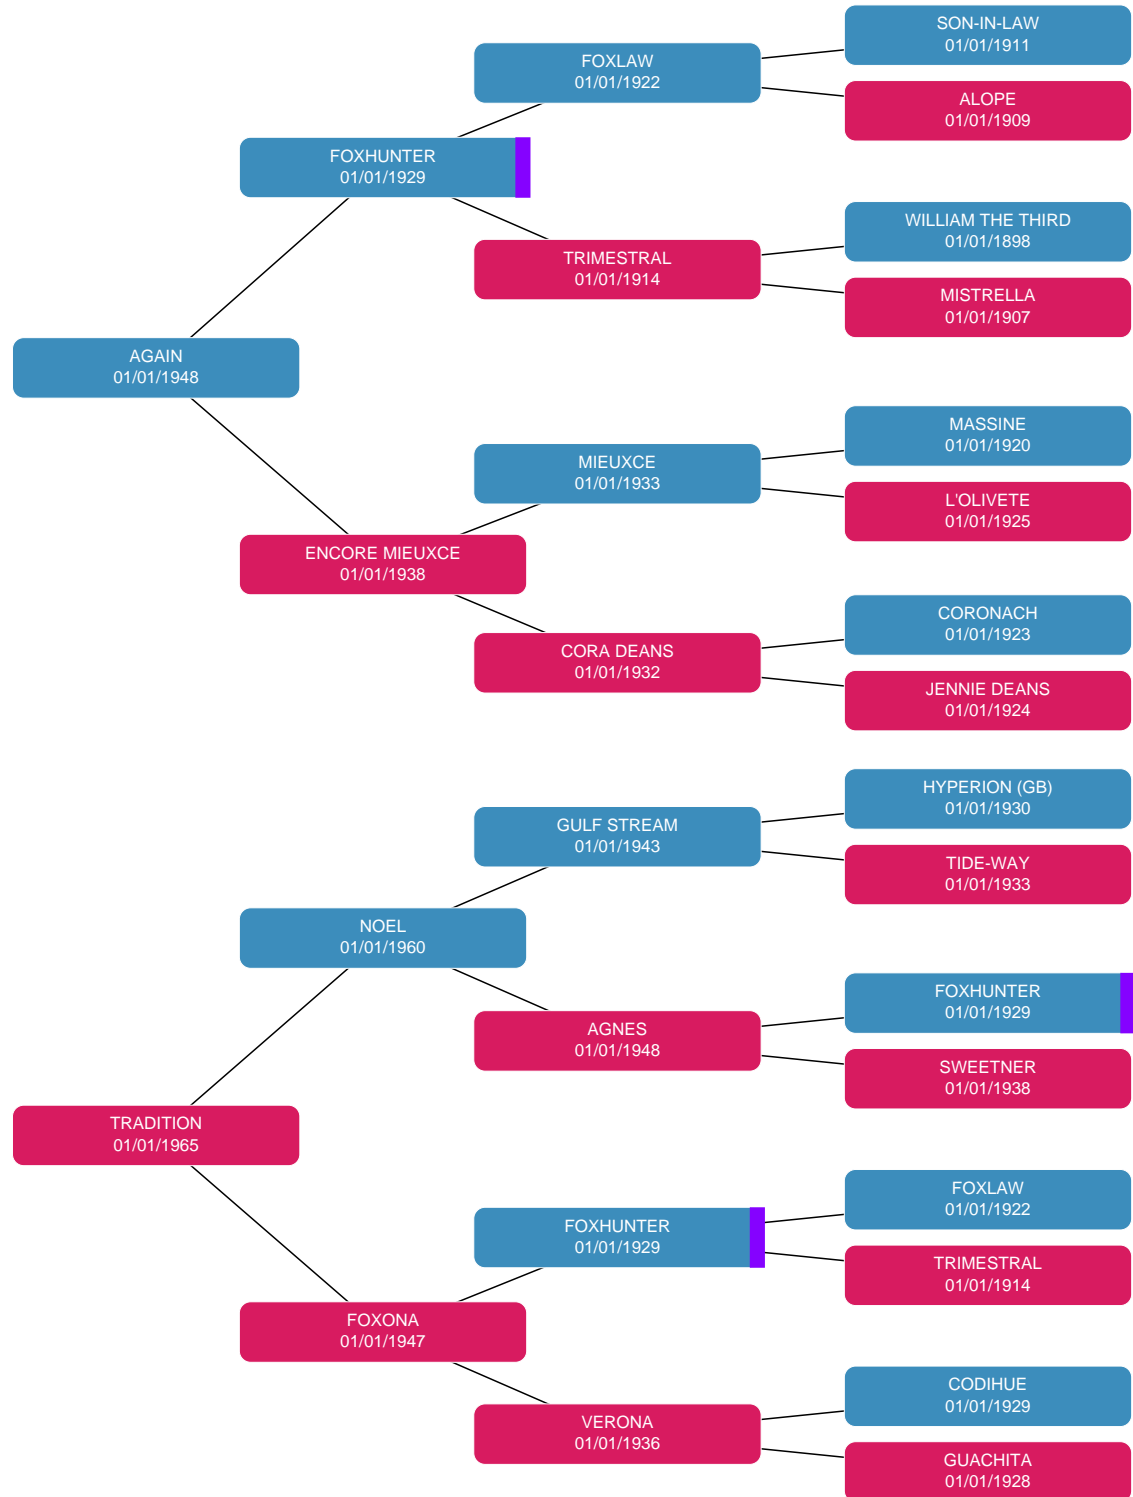 SON-IN-LAW
01/01/1911
FOXLAW
01/01/1922
ALOPE
01/01/1909
FOXHUNTER
01/01/1929
WILLIAM THE THIRD
01/01/1898
TRIMESTRAL
01/01/1914
MISTRELLA
01/01/1907
AGAIN
01/01/1948
MASSINE
01/01/1920
MIEUXCE
01/01/1933
L'OLIVETE
01/01/1925
ENCORE MIEUXCE
01/01/1938
CORONACH
01/01/1923
CORA DEANS
01/01/1932
JENNIE DEANS
01/01/1924
HYPERION (GB)
01/01/1930
GULF STREAM
01/01/1943
TIDE-WAY
01/01/1933
NOEL
01/01/1960
FOXHUNTER
01/01/1929
AGNES
01/01/1948
SWEETNER
01/01/1938
TRADITION
01/01/1965
FOXLAW
01/01/1922
FOXHUNTER
01/01/1929
TRIMESTRAL
01/01/1914
FOXONA
01/01/1947
CODIHUE
01/01/1929
VERONA
01/01/1936
GUACHITA
01/01/1928